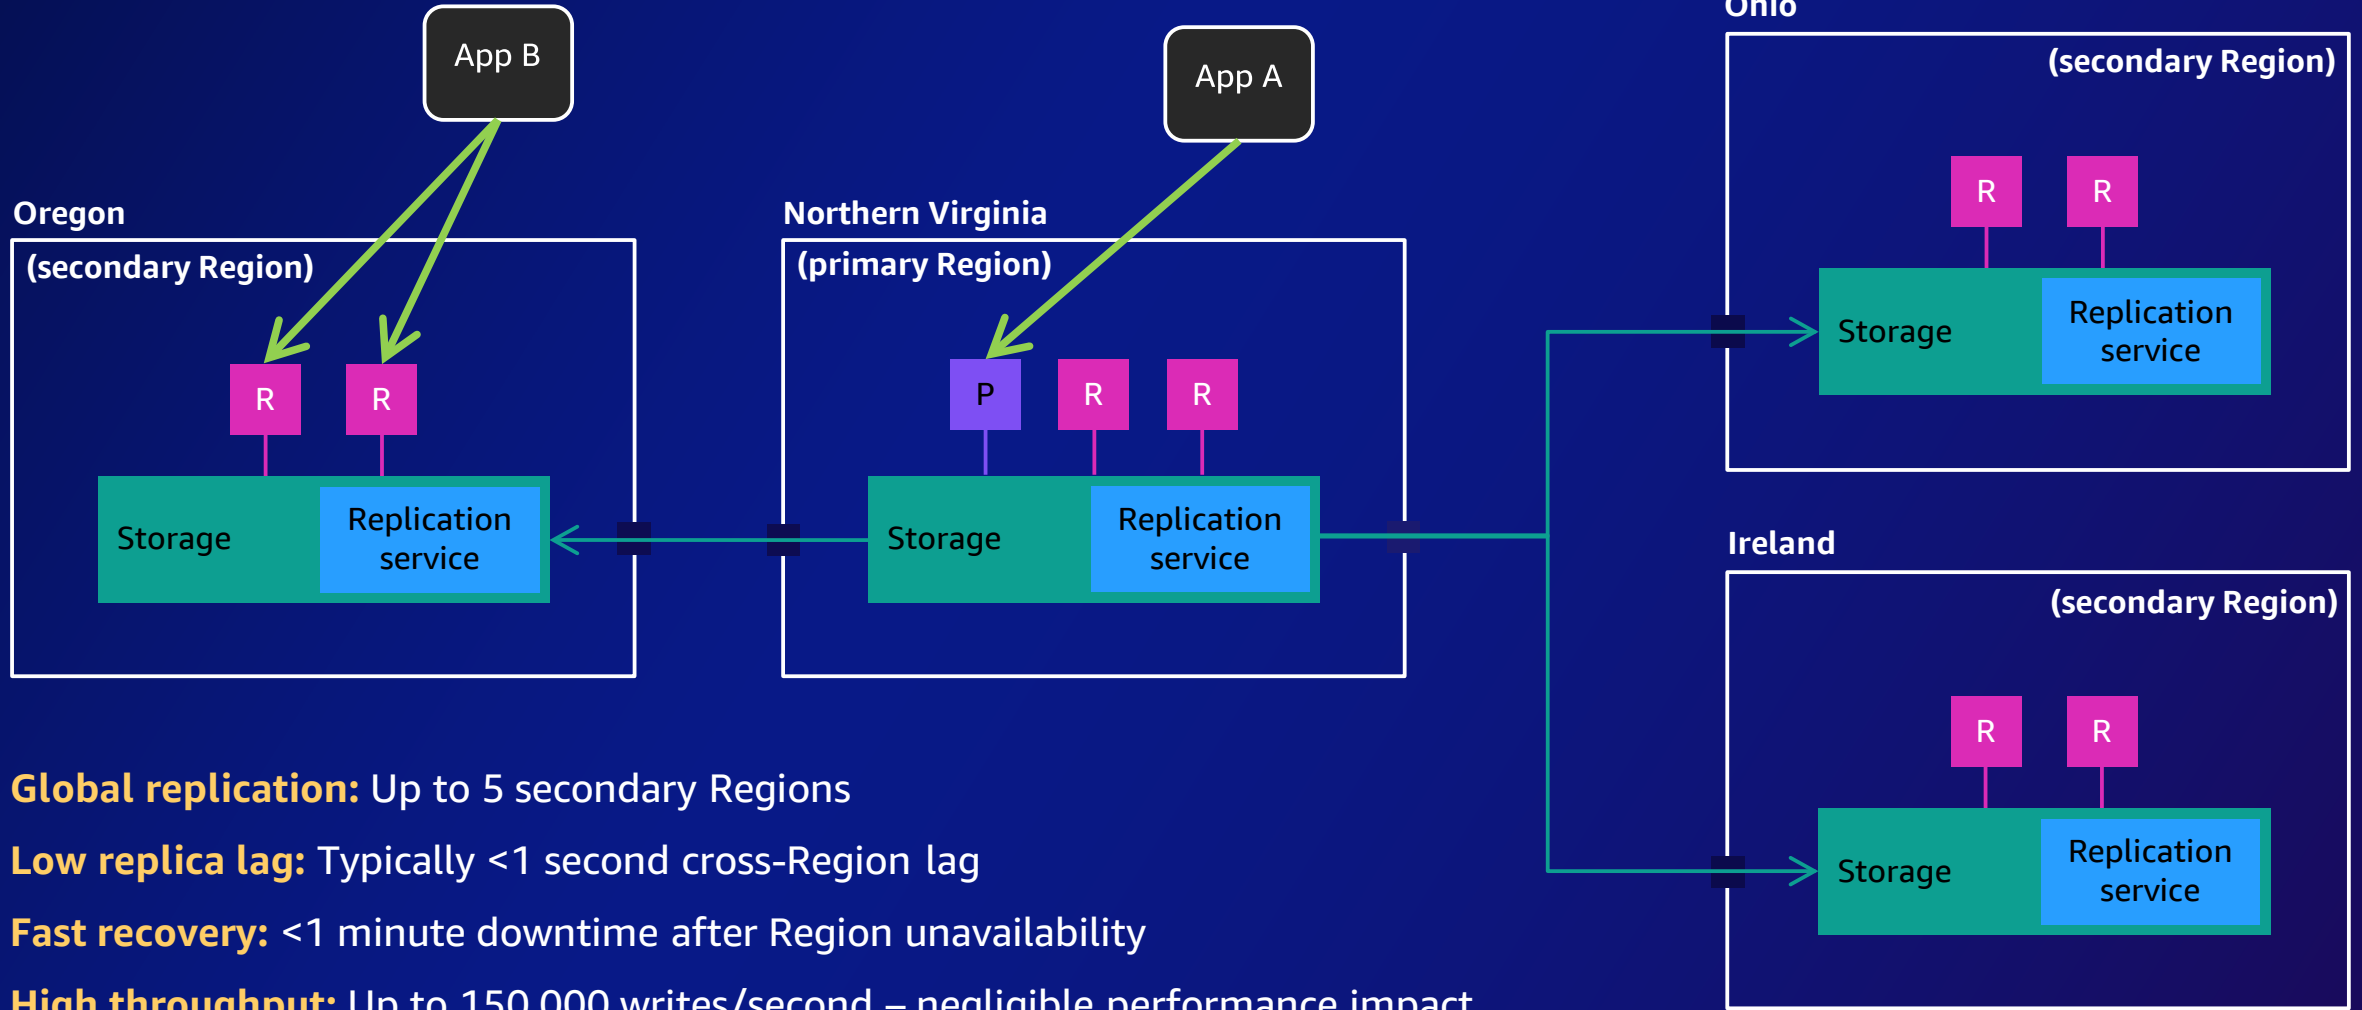 App B
App A
Oregon
(secondary Region)
R
R
Storage
Replication
service
Northern Virginia
(primary Region)
P
R
R
Storage
Replication
service
Ohio
(secondary Region)
R
R
Storage
Replication
service
Ireland
(secondary Region)
R
R
Storage
Replication
service
Global replication: Up to 5 secondary Regions
Low replica lag: Typically <1 second cross-Region lag
Fast recovery: <1 minute downtime after Region unavailability
High throughput: Up to 150,000 writes/second – negligible performance impact